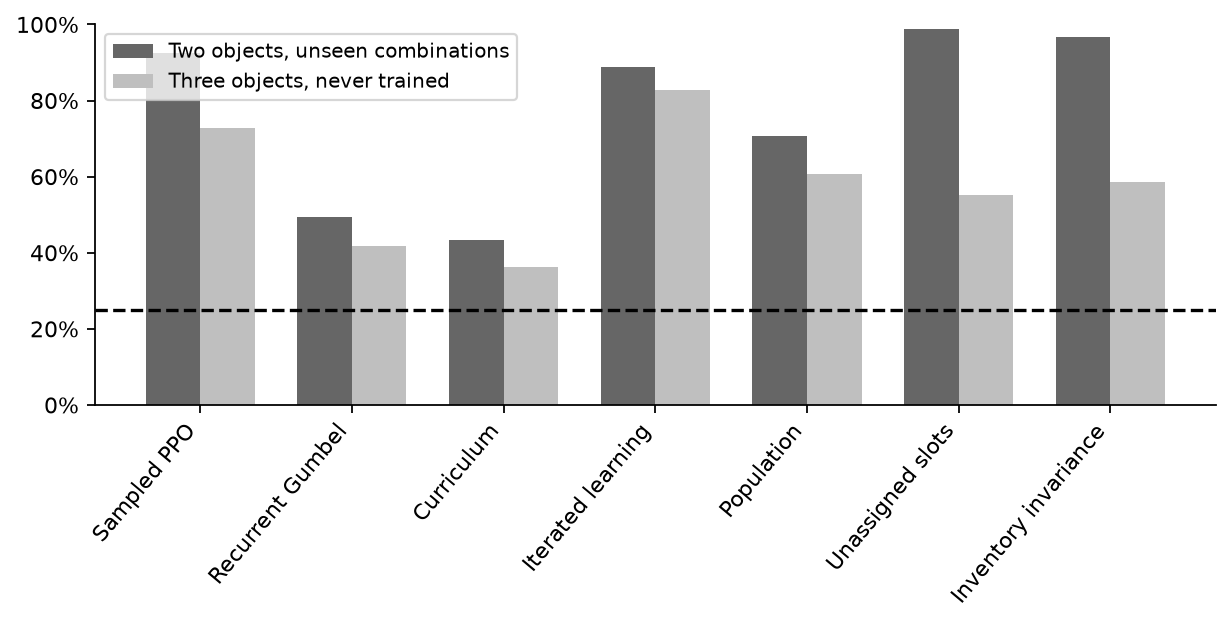 100%
80%
60%
40%
20%
0%
Two objects, unseen combinations
Three objects, never trained
Sampled PPO
Recurrent Gumbel
Curriculum
Iterated learning
Population
Unassigned slots
Inventory invariance